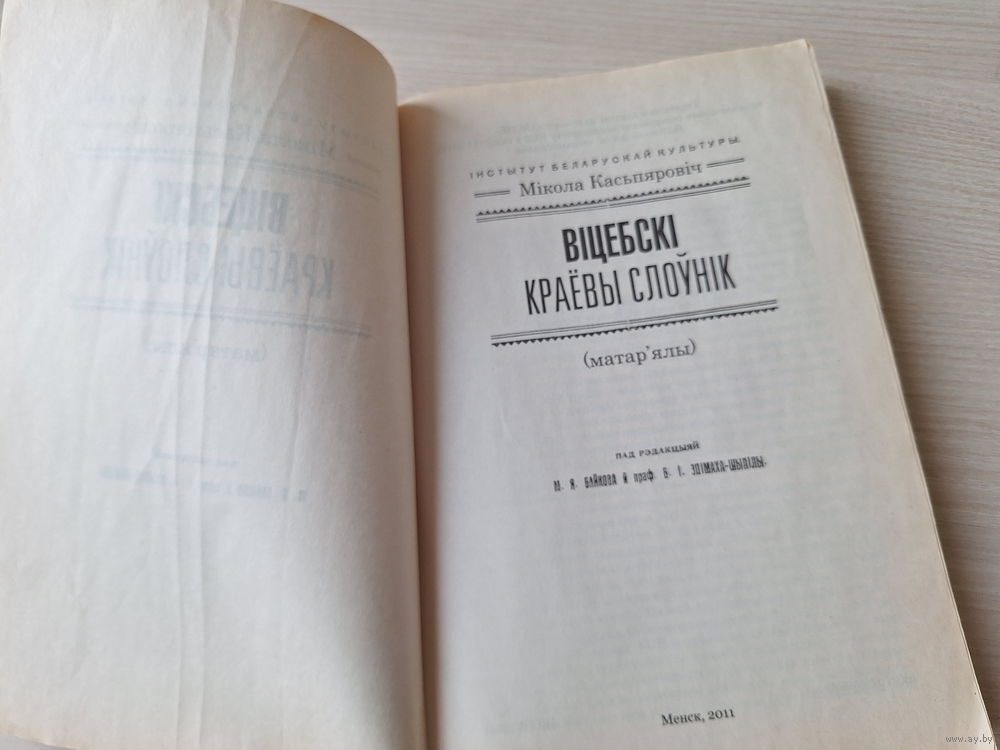 ІНСТЫТУТ БЕЛАРУСКАЙ КУЛЬТУРЫ
Мікола Касьпяровіч
ВІЦЕБСКІ
КРАЁВЫ СЛОЎНІК
(матар'ялы)
ПАД РЭДАКЦЫЯЙ
М. Я. БАЙКОВА й праф. Б. І. ЭПІМАХА-ШЫПІЛЫ
Менск, 2011
www.ay.by